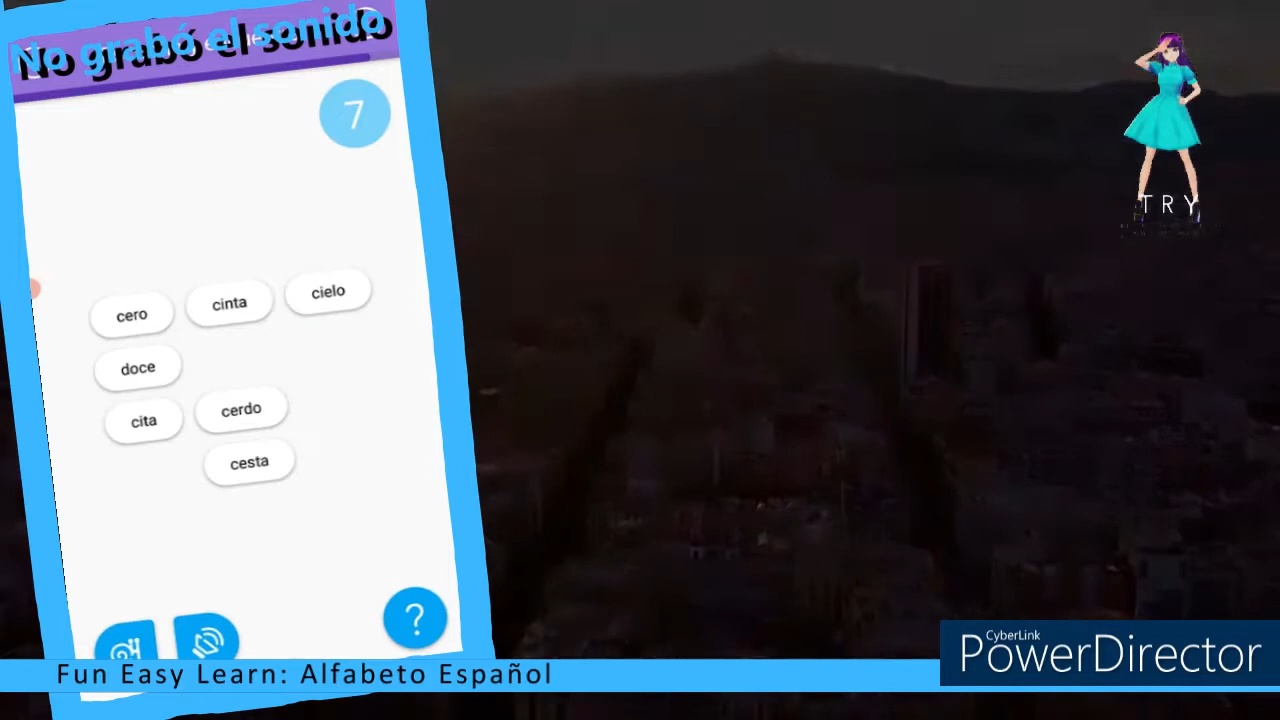 No grabó el sonido
7
cero cinta cielo
doce
cita cerdo
cesta
?
TRY
Fun Easy Learn: Alfabeto Español
CyberLink
PowerDirector